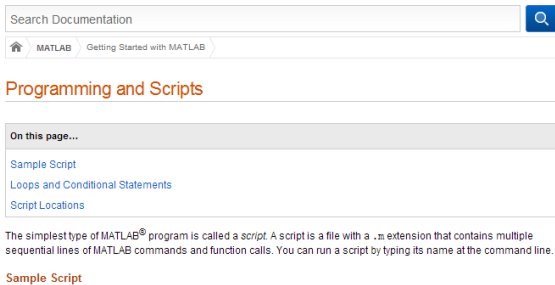 Search Documentation
MATLAB Getting Started with MATLAB
Programming and Scripts
On this page...
Sample Script
Loops and Conditional Statements
Script Locations
The simplest type of MATLAB® program is called a script. A script is a file with a .m extension that contains multiple
sequential lines of MATLAB commands and function calls. You can run a script by typing its name at the command line.
Sample Script